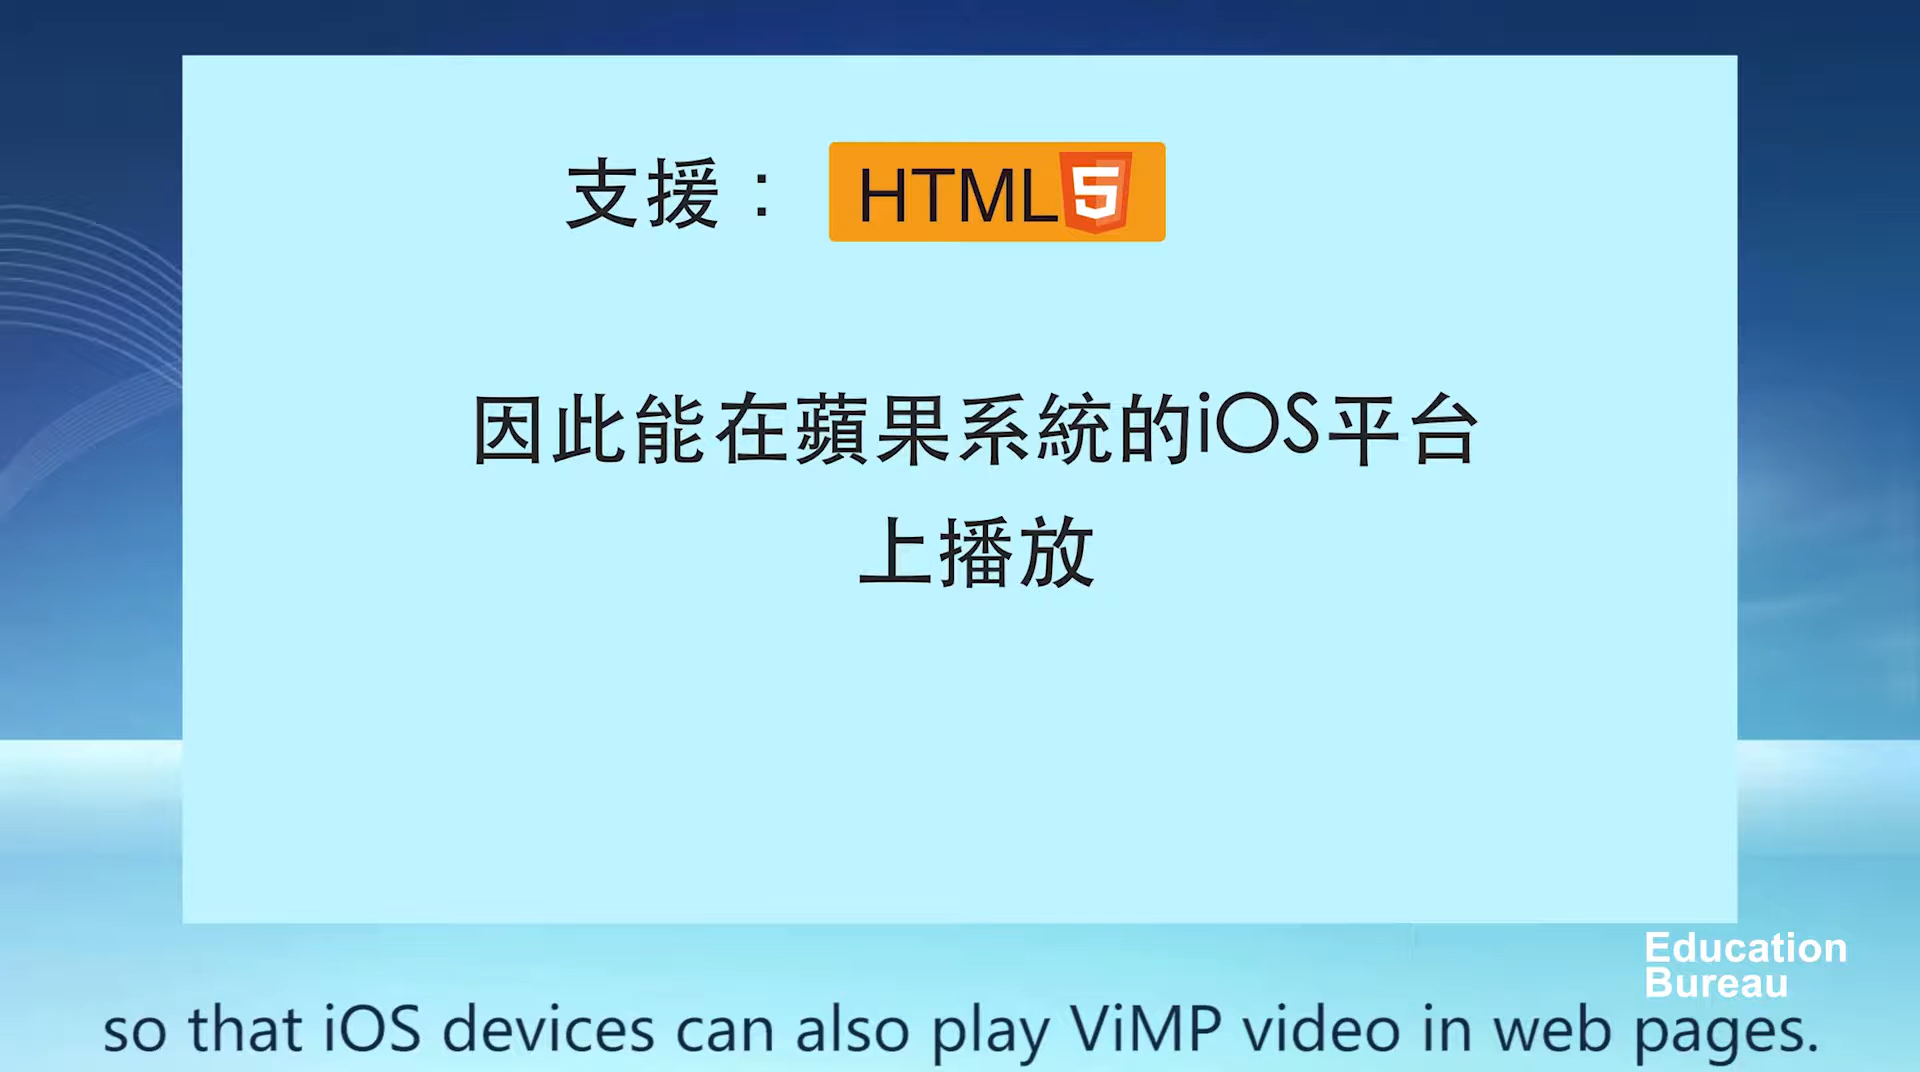 支援：HTML5
因此能在蘋果系統的iOS平台
上播放
Education
Bureau
so that iOS devices can also play ViMP video in web pages.